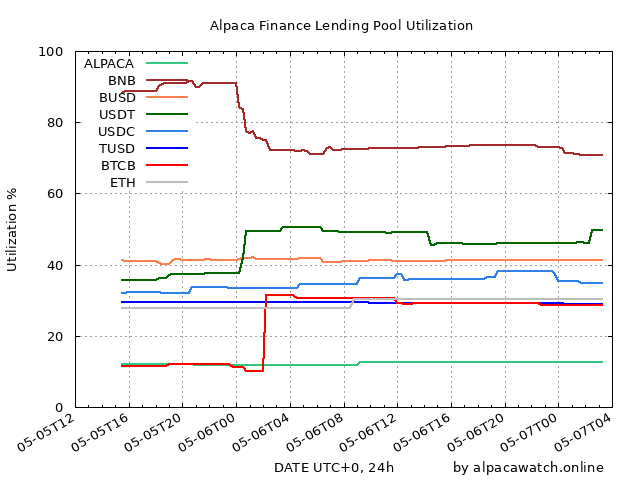 Alpaca Finance Lending Pool Utilization
100
80
60
40
20
0
Utilization %
ALPACA
BNB
BUSD
USDT
USDC
TUSD
BTCB
ETH
05-05T12
05-05T16
05-05T20
05-06T00
05-06T04
05-06T08
05-06T12
05-06T16
05-06T20
05-07T00
05-07T04
DATE UTC+0, 24h
by alpacawatch.online